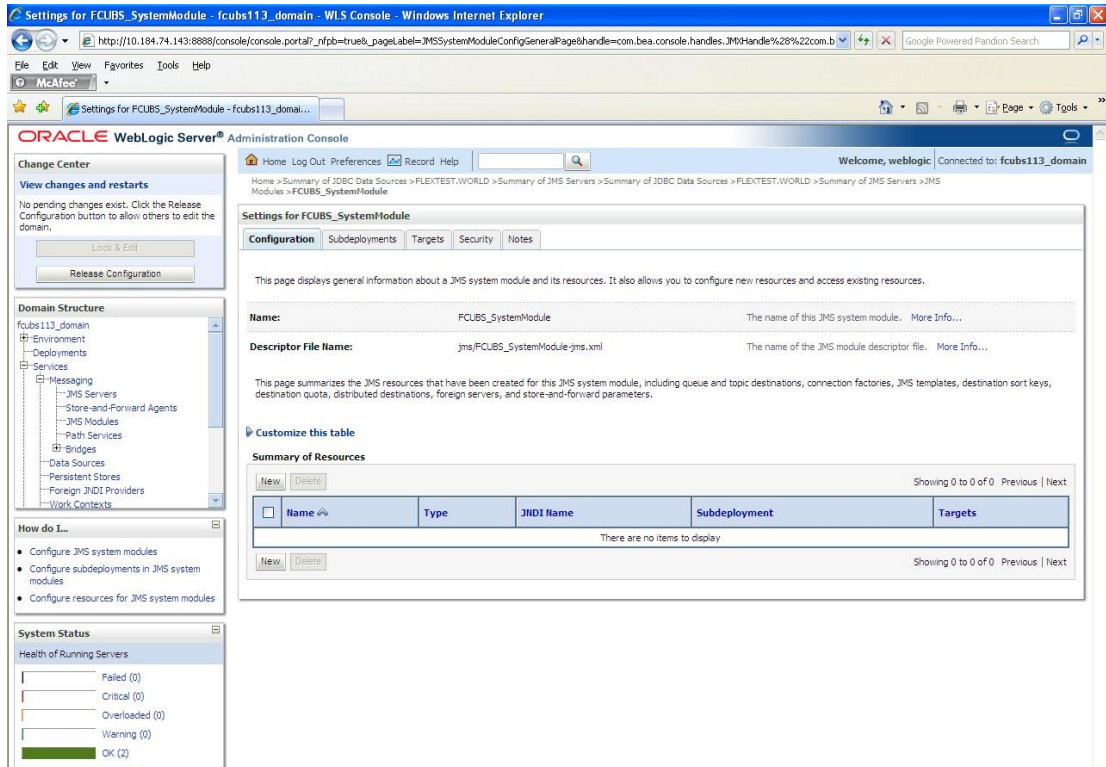 Settings for FCUBS_SystemModule - fcubs113_domain - WLS Console - Windows Internet Explorer
http://10.184.74.143:8888/console/console.portal?_nfpb=true&_pageLabel=JMSSystemModuleConfigGeneralPage&handle=com.bea.console.handles.JMXHandle%28%22com.b
Google Powered Pandion Search
File Edit View Favorites Tools Help
McAfee
Settings for FCUBS_SystemModule - fcubs113_domai...
Page Tools
ORACLE WebLogic Server® Administration Console
Change Center
View changes and restarts
No pending changes exist. Click the Release
Configuration button to allow others to edit the
domain.
Lock & Edit
Release Configuration
Domain Structure
fcubs113_domain
Environment
Deployments
Services
Messaging
JMS Servers
Store-and-Forward Agents
JMS Modules
Path Services
Bridges
Data Sources
Persistent Stores
Foreign JNDI Providers
Work Contexts
How do I...
Configure JMS system modules
Configure subdeployments in JMS system
modules
Configure resources for JMS system modules
System Status
Health of Running Servers
Failed (0)
Critical (0)
Overloaded (0)
Warning (0)
OK (2)
Home Log Out Preferences Record Help
Welcome, weblogic Connected to: fcubs113_domain
Home >Summary of JDBC Data Sources >FLEXTEST.WORLD >Summary of JMS Servers >Summary of JDBC Data Sources >FLEXTEST.WORLD >Summary of JMS Servers >JMS
Modules >FCUBS_SystemModule
Settings for FCUBS_SystemModule
Configuration Subdeployments Targets Security Notes
This page displays general information about a JMS system module and its resources. It also allows you to configure new resources and access existing resources.
Name: FCUBS_SystemModule The name of this JMS system module. More Info...
Descriptor File Name: jms/FCUBS_SystemModule-jms.xml The name of the JMS module descriptor file. More Info...
This page summarizes the JMS resources that have been created for this JMS system module, including queue and topic destinations, connection factories, JMS templates, destination sort keys,
destination quota, distributed destinations, foreign servers, and store-and-forward parameters.
Customize this table
Summary of Resources
New Delete Showing 0 to 0 of 0 Previous | Next
Name Type JNDI Name Subdeployment Targets
There are no items to display
New Delete Showing 0 to 0 of 0 Previous | Next